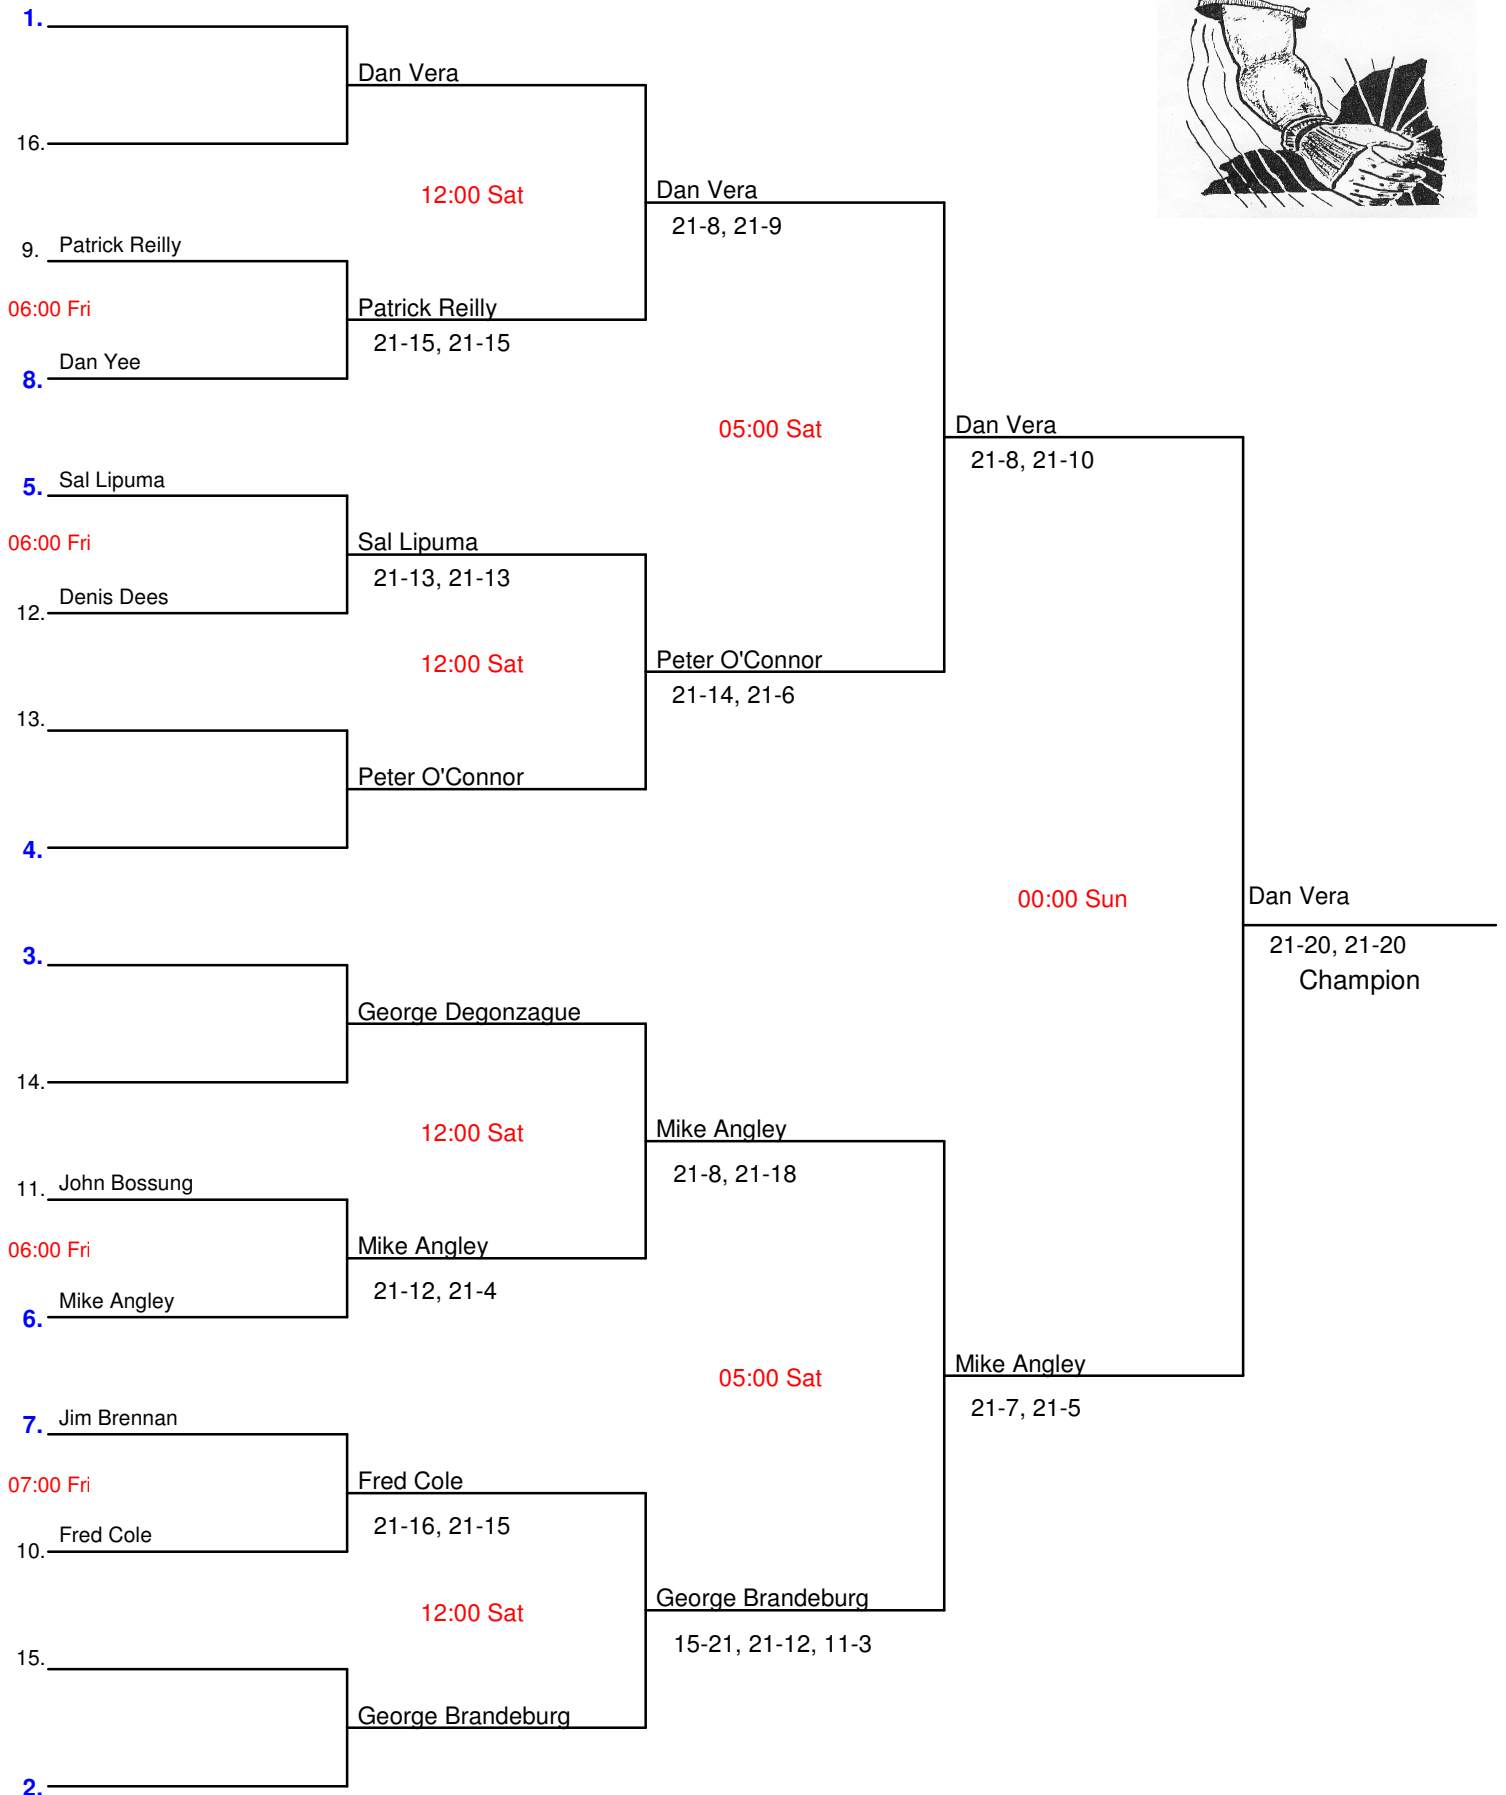 1.
Dan Vera
16.
12:00 Sat
Dan Vera
21-8, 21-9
9. Patrick Reilly
06:00 Fri
Patrick Reilly
21-15, 21-15
8. Dan Yee
05:00 Sat
Dan Vera
21-8, 21-10
5. Sal Lipuma
06:00 Fri
Sal Lipuma
21-13, 21-13
12. Denis Dees
12:00 Sat
Peter O'Connor
21-14, 21-6
13.
Peter O'Connor
4.
00:00 Sun
Dan Vera
21-20, 21-20
Champion
3.
George Degonzague
14.
12:00 Sat
Mike Angley
21-8, 21-18
11. John Bossung
06:00 Fri
Mike Angley
21-12, 21-4
6. Mike Angley
05:00 Sat
Mike Angley
21-7, 21-5
7. Jim Brennan
07:00 Fri
Fred Cole
21-16, 21-15
10. Fred Cole
12:00 Sat
George Brandeburg
15-21, 21-12, 11-3
15.
George Brandeburg
2.